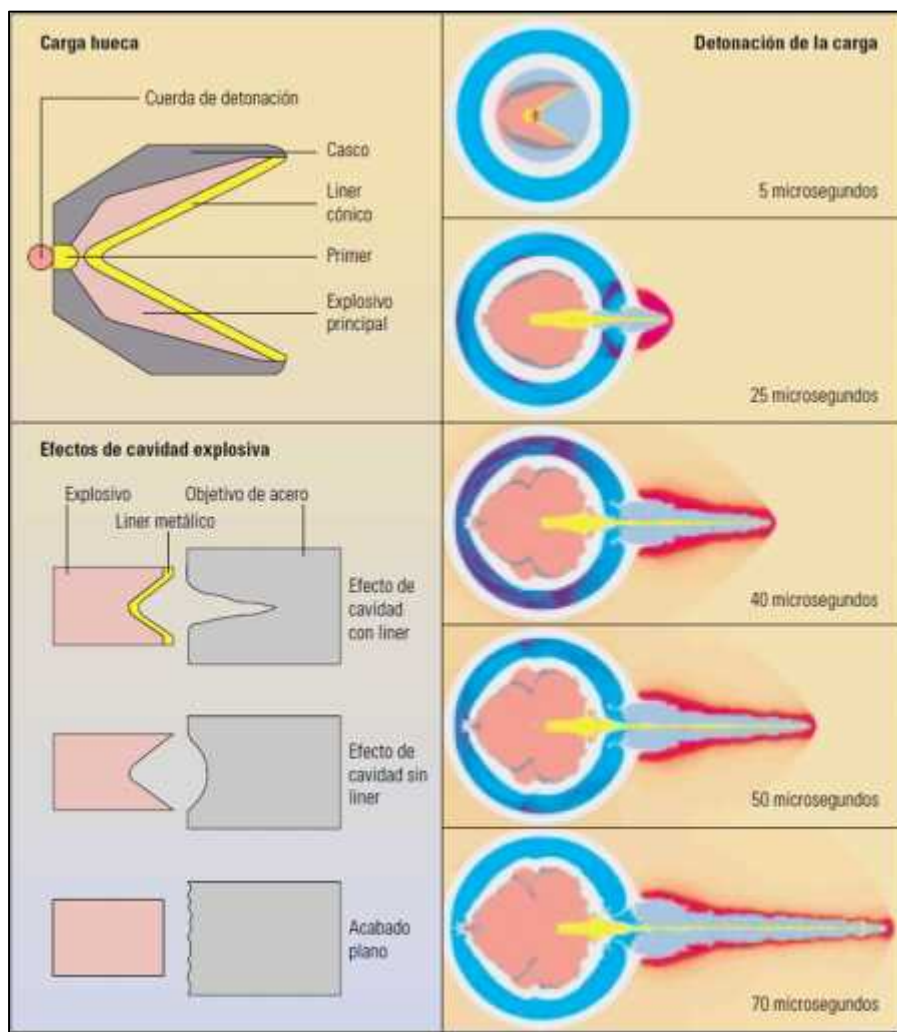 Carga hueca
Cuerda de detonación
Casco
Liner
cónico
Primer
Explosivo
principal
Efectos de cavidad explosiva
Explosivo
Objetivo de acero
Liner metálico
Efecto de
cavidad
con liner
Efecto de
cavidad sin
liner
Acabado
plano
Detonación de la carga
5 microsegundos
25 microsegundos
40 microsegundos
50 microsegundos
70 microsegundos